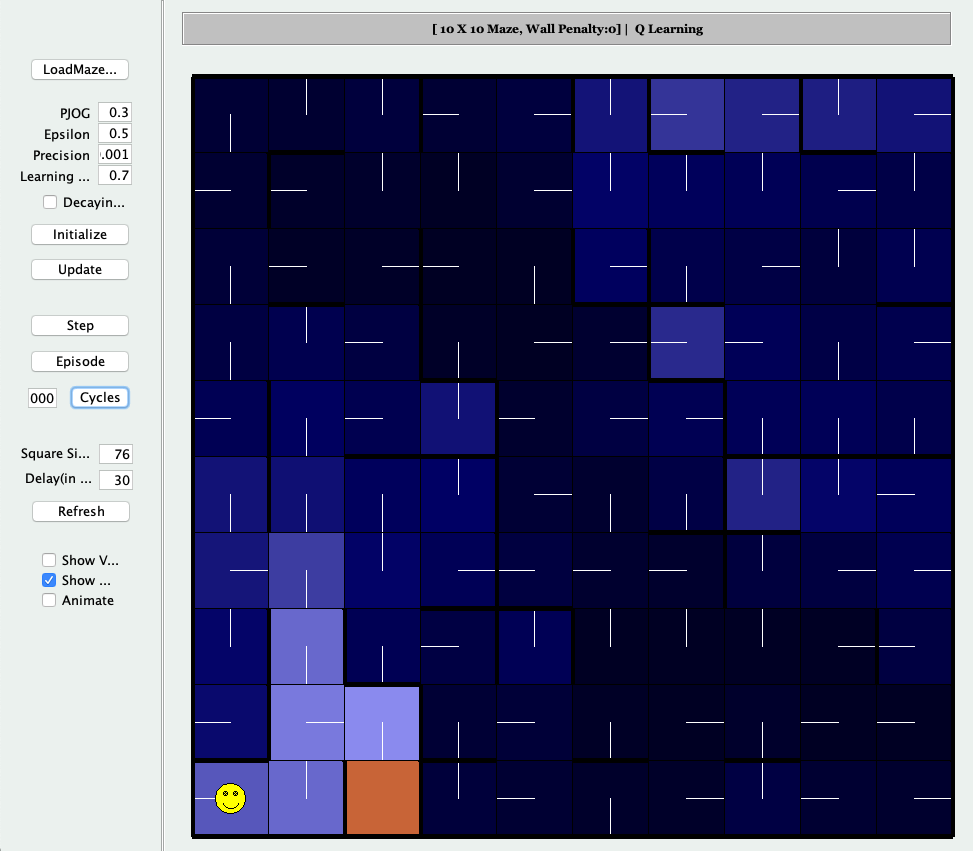 [ 10 X 10 Maze, Wall Penalty:0] | Q Learning
LoadMaze...
PJOG 0.3
Epsilon 0.5
Precision .001
Learning ... 0.7
Decayin...
Initialize
Update
Step
Episode
000 Cycles
Square Si... 76
Delay(in ... 30
Refresh
Show V...
Show ...
Animate